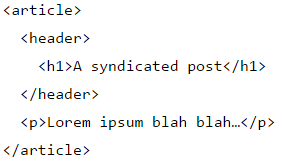 <article>
  <header>
    <h1>A syndicated post</h1>
  </header>
  <p>Lorem ipsum blah blah…</p>
</article>